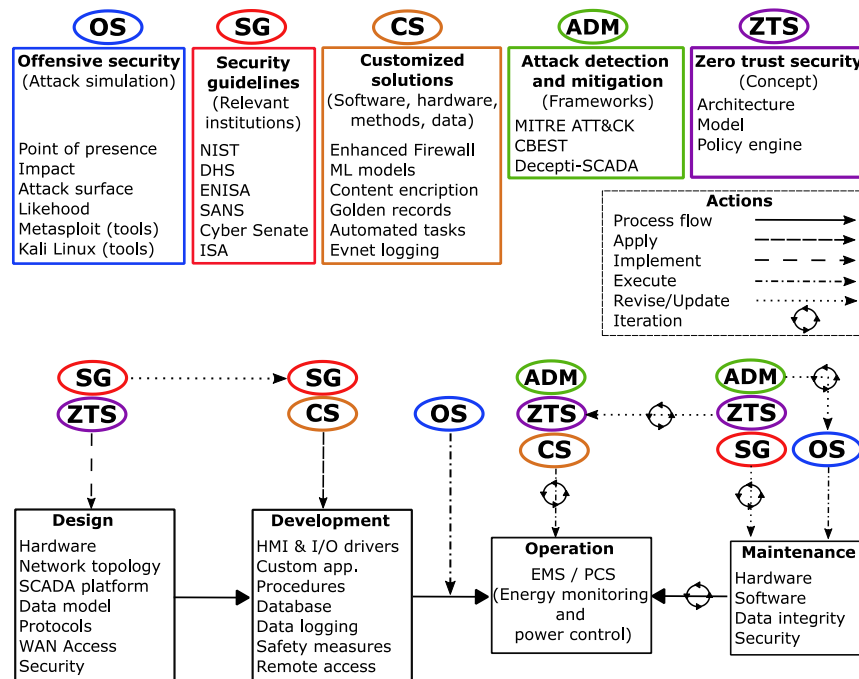 OS
SG
CS
ADM
ZTS
Offensive security
(Attack simulation)
Point of presence
Impact
Attack surface
Likehood
Metasploit (tools)
Kali Linux (tools)
Security
guidelines
(Relevant
institutions)
NIST
DHS
ENISA
SANS
Cyber Senate
ISA
Customized
solutions
(Software, hardware,
methods, data)
Enhanced Firewall
ML models
Content encription
Golden records
Automated tasks
Evnet logging
Attack detection
and mitigation
(Frameworks)
MITRE ATT&CK
CBEST
Decepti-SCADA
Zero trust security
(Concept)
Architecture
Model
Policy engine
Actions
Process flow
Apply
Implement
Execute
Revise/Update
Iteration
SG
ZTS
SG
CS
OS
ADM
ZTS
CS
ADM
ZTS
SG
OS
Design
Hardware
Network topology
SCADA platform
Data model
Protocols
WAN Access
Security
Development
HMI & I/O drivers
Custom app.
Procedures
Database
Data logging
Safety measures
Remote access
Operation
EMS / PCS
(Energy monitoring
and
power control)
Maintenance
Hardware
Software
Data integrity
Security